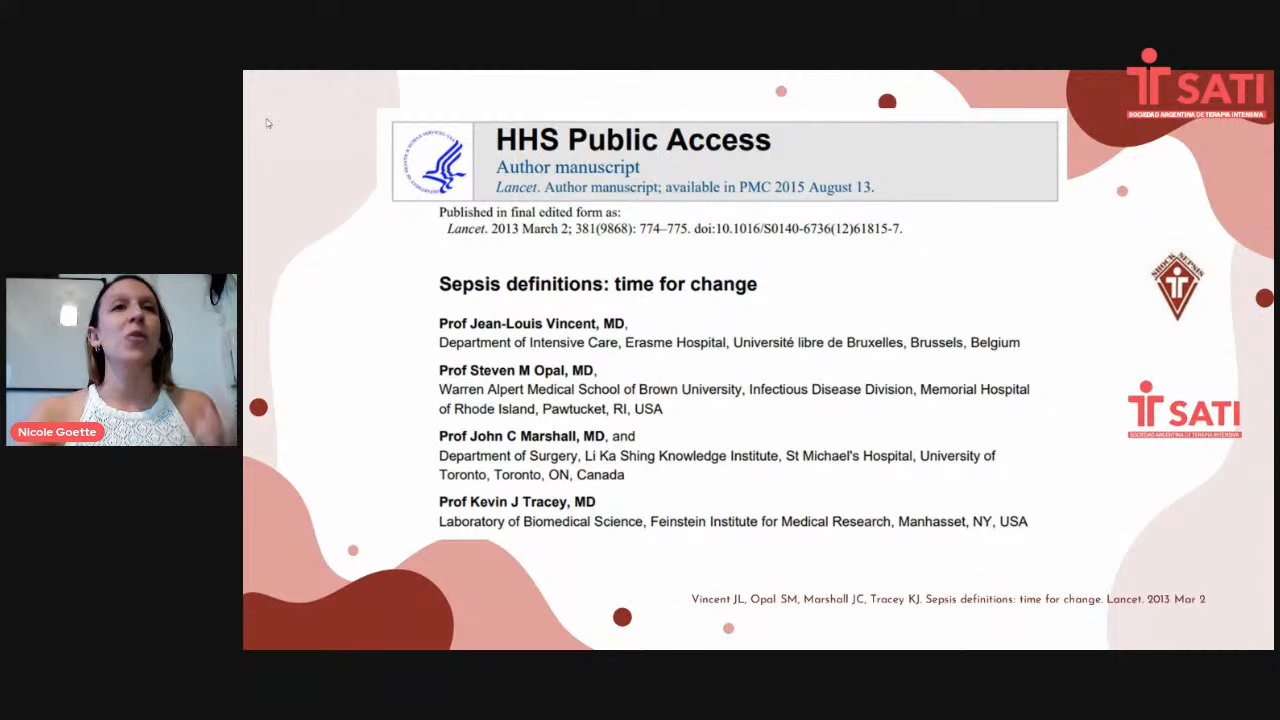 SATI
SOCIEDAD ARGENTINA DE TERAPIA INTENSIVA
HHS Public Access
Author manuscript
Lancet. Author manuscript; available in PMC 2015 August 13.
Published in final edited form as:
Lancet. 2013 March 2; 381(9868): 774–775. doi:10.1016/S0140-6736(12)61815-7.
Sepsis definitions: time for change
Prof Jean-Louis Vincent, MD,
Department of Intensive Care, Erasme Hospital, Université libre de Bruxelles, Brussels, Belgium
Prof Steven M Opal, MD,
Warren Alpert Medical School of Brown University, Infectious Disease Division, Memorial Hospital
of Rhode Island, Pawtucket, RI, USA
Prof John C Marshall, MD, and
Department of Surgery, Li Ka Shing Knowledge Institute, St Michael's Hospital, University of
Toronto, Toronto, ON, Canada
Prof Kevin J Tracey, MD
Laboratory of Biomedical Science, Feinstein Institute for Medical Research, Manhasset, NY, USA
SHOCK SEPSIS
SATI
SOCIEDAD ARGENTINA DE TERAPIA INTENSIVA
Nicole Goette
Vincent JL, Opal SM, Marshall JC, Tracey KJ. Sepsis definitions: time for change. Lancet. 2013 Mar 2